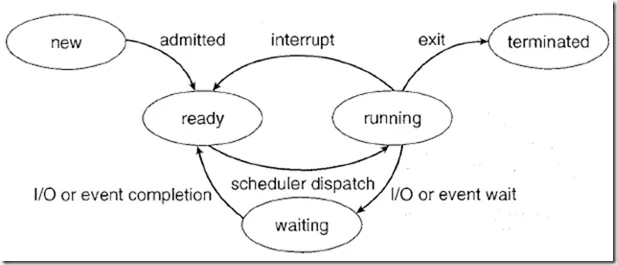 new
admitted
interrupt
exit
terminated
ready
running
I/O or event completion
scheduler dispatch
I/O or event wait
waiting